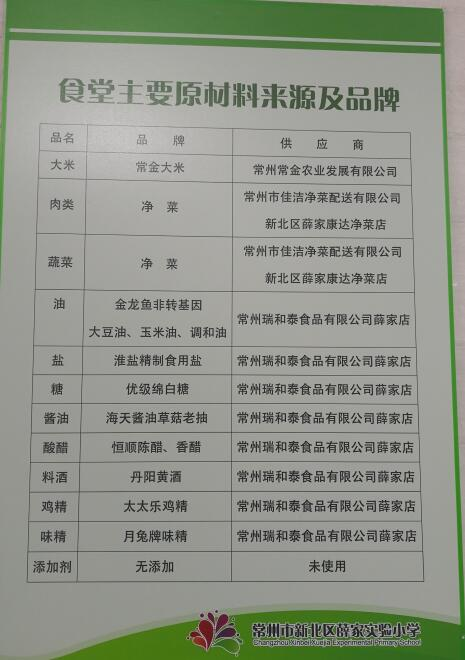 食堂主要原材料来源及品牌
品名 品牌 供应商
大米 常金大米 常州常金农业发展有限公司
肉类 净菜 常州市佳洁净菜配送有限公司
新北区薛家康达净菜店
蔬菜 净菜 常州市佳洁净菜配送有限公司
新北区薛家康达净菜店
油 金龙鱼非转基因
大豆油、玉米油、调和油 常州瑞和泰食品有限公司薛家店
盐 淮盐精制食用盐 常州瑞和泰食品有限公司薛家店
糖 优级绵白糖 常州瑞和泰食品有限公司薛家店
酱油 海天酱油草菇老抽 常州瑞和泰食品有限公司薛家店
酸醋 恒顺陈醋、香醋 常州瑞和泰食品有限公司薛家店
料酒 丹阳黄酒 常州瑞和泰食品有限公司薛家店
鸡精 太太乐鸡精 常州瑞和泰食品有限公司薛家店
味精 月兔牌味精 常州瑞和泰食品有限公司薛家店
添加剂 无添加 未使用
常州市新北区薛家实验小学
Changzhou Xinbei Xuejia Experimental Primary School